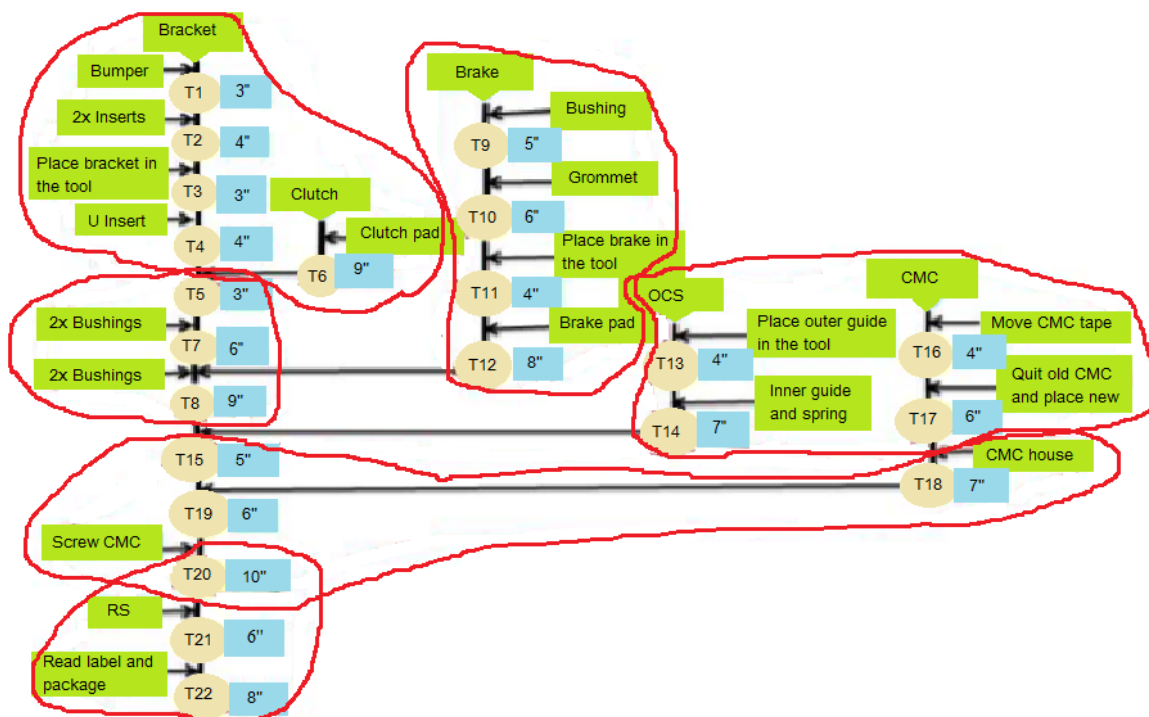 Bracket
Bumper
T1
3"
2x Inserts
T2
4"
Place bracket in
the tool
T3
3"
U Insert
T4
4"
Clutch
Clutch pad
T6
9"
T5
3"
2x Bushings
T7
6"
2x Bushings
T8
9"
Brake
Bushing
T9
5"
Grommet
T10
6"
Place brake in
the tool
T11
4"
Brake pad
T12
8"
OCS
Place outer guide
in the tool
T13
4"
Inner guide
and spring
T14
7"
CMC
Move CMC tape
T16
4"
Quit old CMC
and place new
T17
6"
CMC house
T18
7"
T15
5"
T19
6"
Screw CMC
T20
10"
RS
T21
6"
Read label and
package
T22
8"